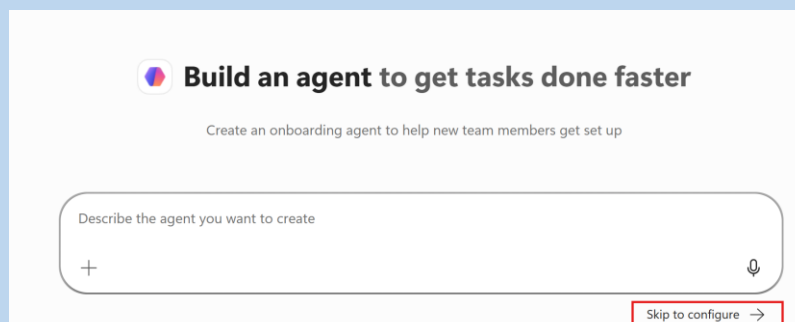 Build an agent to get tasks done faster
Create an onboarding agent to help new team members get set up
Describe the agent you want to create
Skip to configure